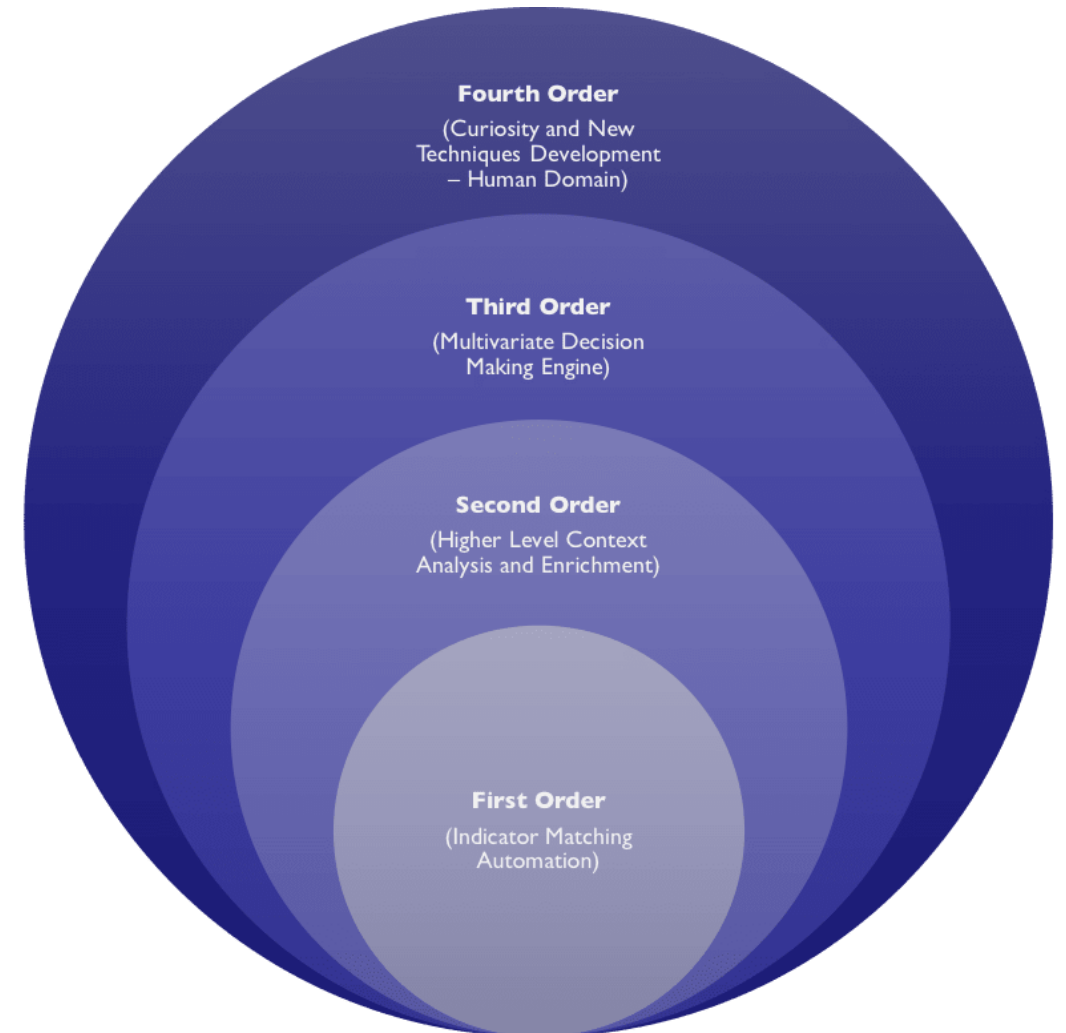 Fourth Order
(Curiosity and New
Techniques Development
– Human Domain)
Third Order
(Multivariate Decision
Making Engine)
Second Order
(Higher Level Context
Analysis and Enrichment)
First Order
(Indicator Matching
Automation)